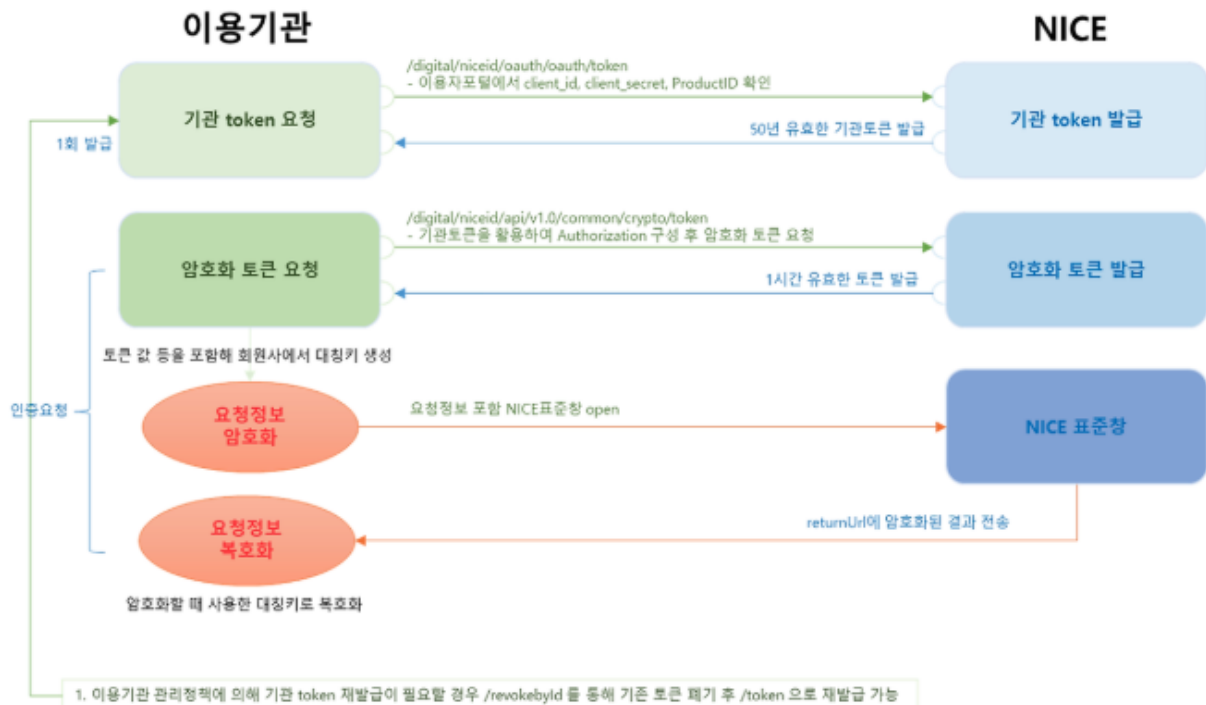 이용기관
NICE
/digital/niceid/oauth/oauth/token
- 이용자포털에서 client_id, client_secret, ProductID 확인
기관 token 요청
기관 token 발급
1회 발급
50년 유효한 기관토큰 발급
/digital/niceid/api/v1.0/common/crypto/token
- 기관토큰을 활용하여 Authorization 구성 후 암호화 토큰 요청
암호화 토큰 요청
암호화 토큰 발급
1시간 유효한 토큰 발급
토큰 값 등을 포함해 회원사에서 대칭키 생성
인증요청
요청정보
암호화
요청정보 포함 NICE표준창 open
NICE 표준창
요청정보
복호화
returnUrl에 암호화된 결과 전송
암호화할 때 사용한 대칭키로 복호화
1. 이용기관 관리정책에 의해 기관 token 재발급이 필요할 경우 /revokebyId 를 통해 기존 토큰 폐기 후 /token 으로 재발급 가능